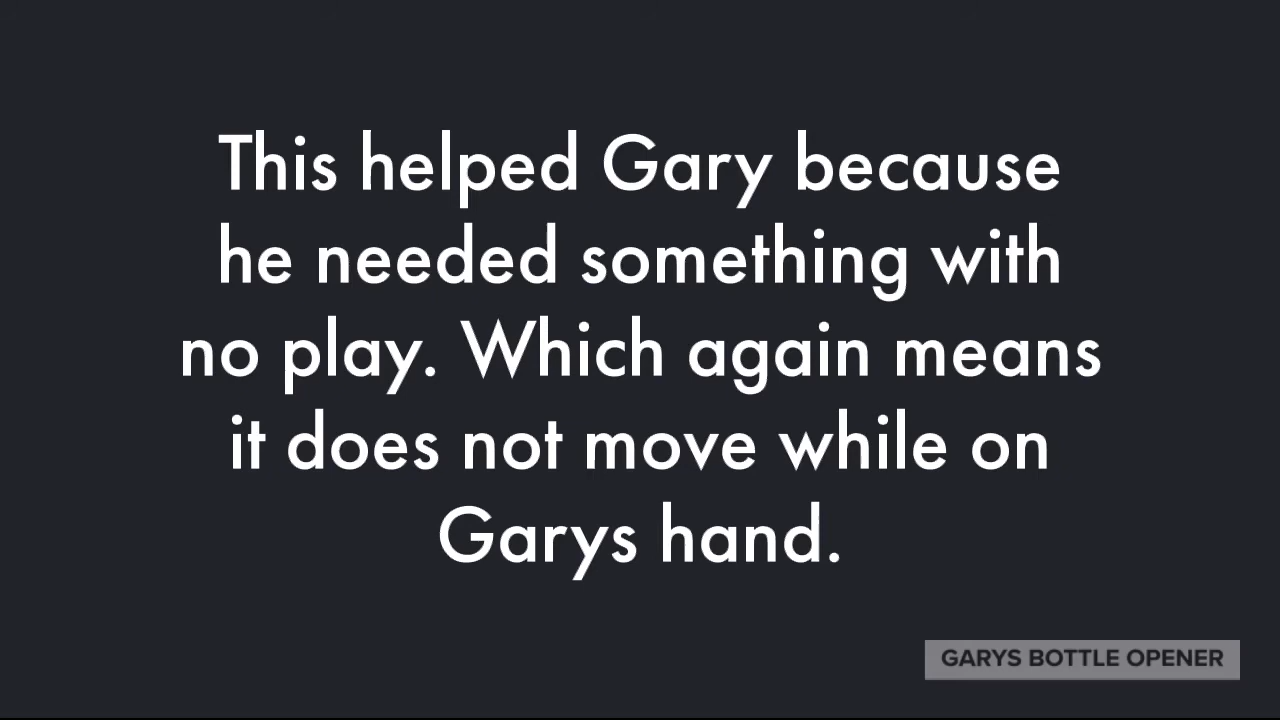 This helped Gary because
he needed something with
no play. Which again means
it does not move while on
Garys hand.
GARYS BOTTLE OPENER